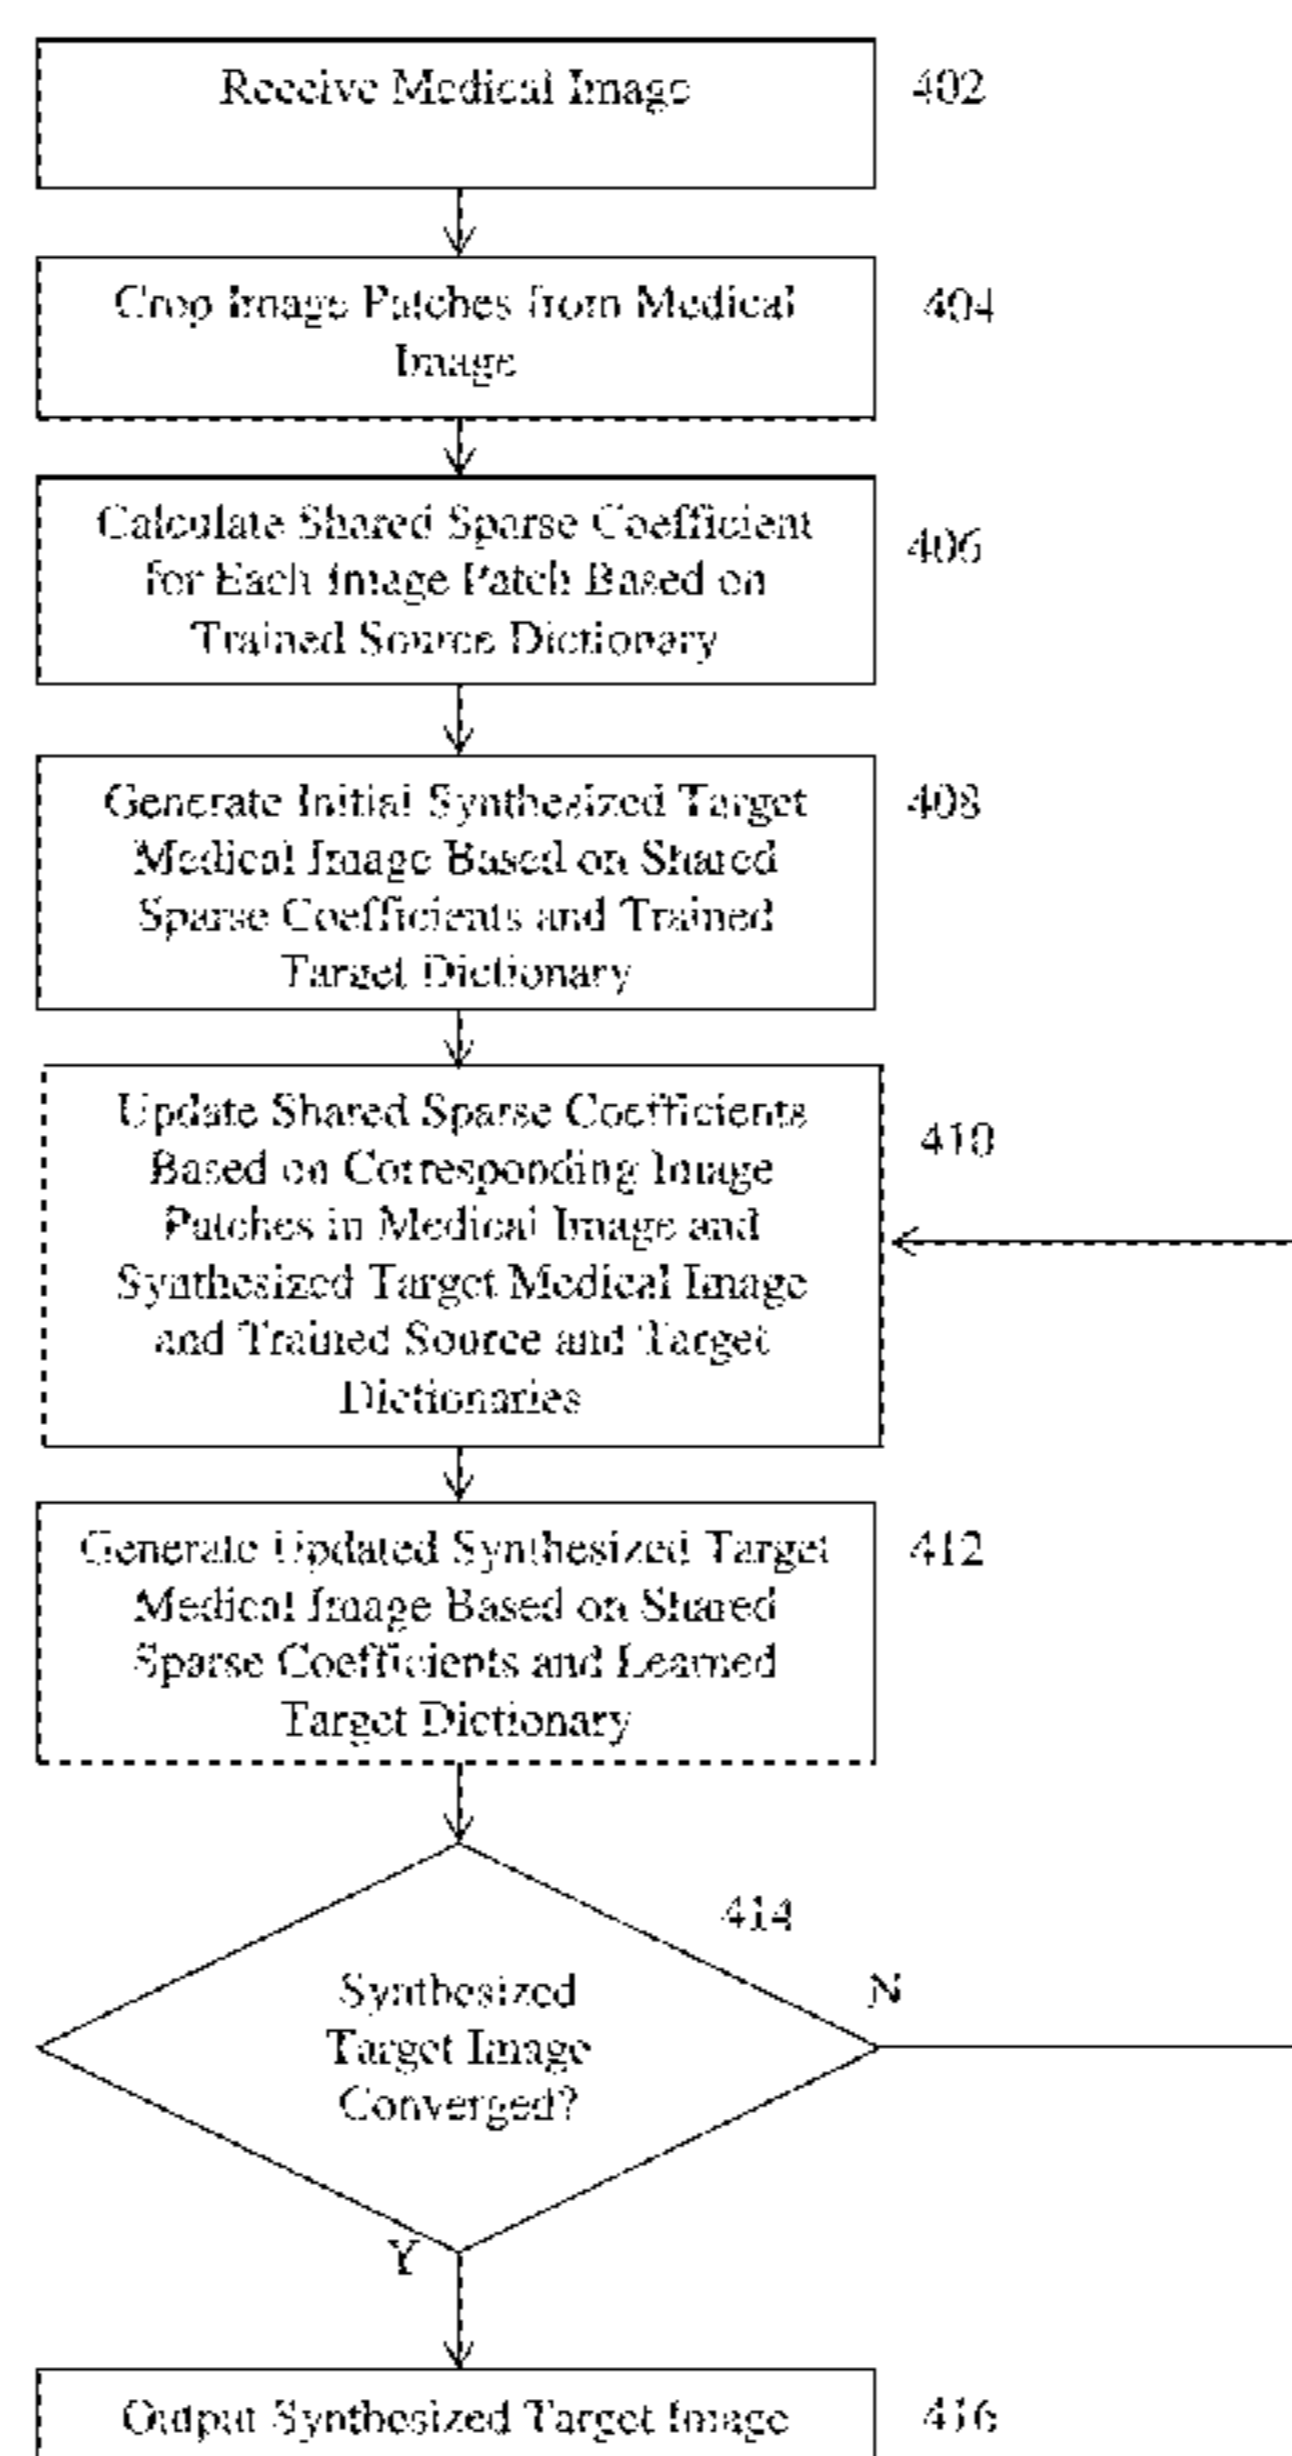 Receive Medical Image
402
Crop Image Patches from Medical
Image
404
Calculate Shared Sparse Coefficient
for Each Image Patch Based on
Trained Source Dictionary
406
Generate Initial Synthesized Target
Medical Image Based on Shared
Sparse Coefficients and Trained
Target Dictionary
408
Update Shared Sparse Coefficients
Based on Corresponding Image
Patches in Medical Image and
Synthesized Target Medical Image
and Trained Source and Target
Dictionaries
410
Generate Updated Synthesized Target
Medical Image Based on Shared
Sparse Coefficients and Learned
Target Dictionary
412
414
Synthesized
Target Image
Converged?
N
Y
Output Synthesized Target Image
416